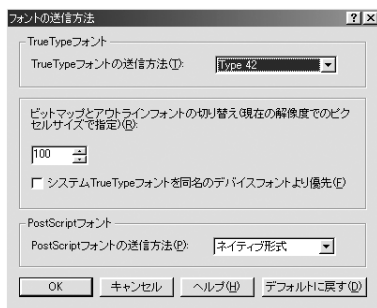 フォントの送信方法
TrueTypeフォント
TrueTypeフォントの送信方法(T):
Type 42
ビットマップとアウトラインフォントの切り替え(現在の解像度でのピク
セルサイズで指定)(R):
100
システムTrueTypeフォントを同名のデバイスフォントより優先(F)
PostScriptフォント
PostScriptフォントの送信方法(P):
ネイティブ形式
OK キャンセル ヘルプ(H) デフォルトに戻す(D)